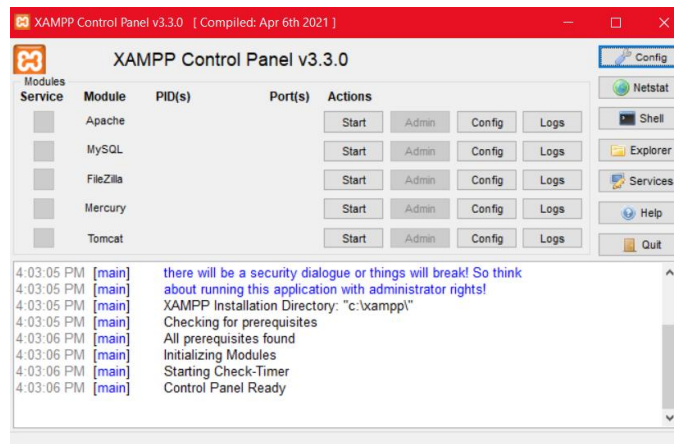 XAMPP Control Panel v3.3.0 [ Compiled: Apr 6th 2021 ]
XAMPP Control Panel v3.3.0
Config
Modules
Service Module PID(s) Port(s) Actions
Netstat
Apache Start Admin Config Logs
Shell
MySQL Start Admin Config Logs
Explorer
FileZilla Start Admin Config Logs
Services
Mercury Start Admin Config Logs
Help
Tomcat Start Admin Config Logs
Quit
4:03:05 PM [main] there will be a security dialogue or things will break! So think
4:03:05 PM [main] about running this application with administrator rights!
4:03:05 PM [main] XAMPP Installation Directory: "c:\xampp\"
4:03:05 PM [main] Checking for prerequisites
4:03:06 PM [main] All prerequisites found
4:03:06 PM [main] Initializing Modules
4:03:06 PM [main] Starting Check-Timer
4:03:06 PM [main] Control Panel Ready